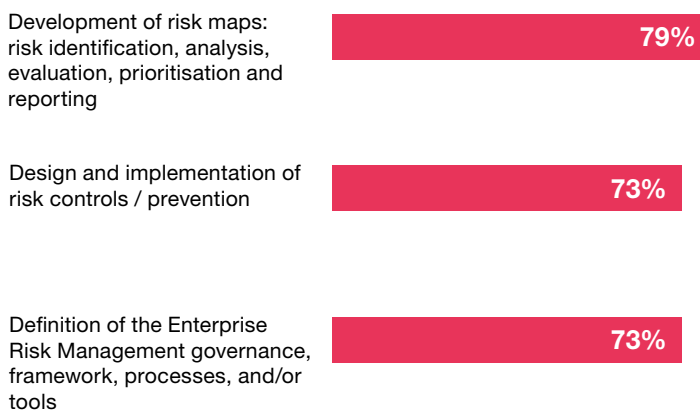 Development of risk maps:
risk identification, analysis,
evaluation, prioritisation and
reporting
79%
Design and implementation of
risk controls / prevention
73%
Definition of the Enterprise
Risk Management governance,
framework, processes, and/or
tools
73%